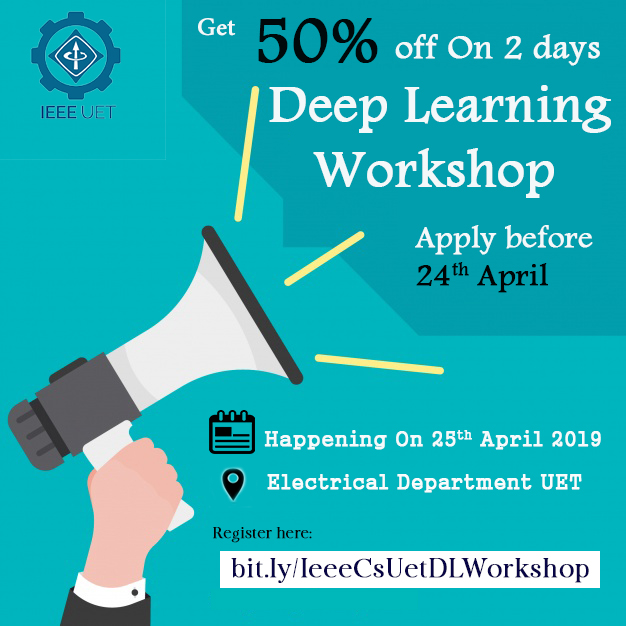 IEEE UET
Get 50% off On 2 days
Deep Learning
Workshop
Apply before
24th April
Happening On 25th April 2019
Electrical Department UET
Register here:
bit.ly/IeeeCsUetDLWorkshop